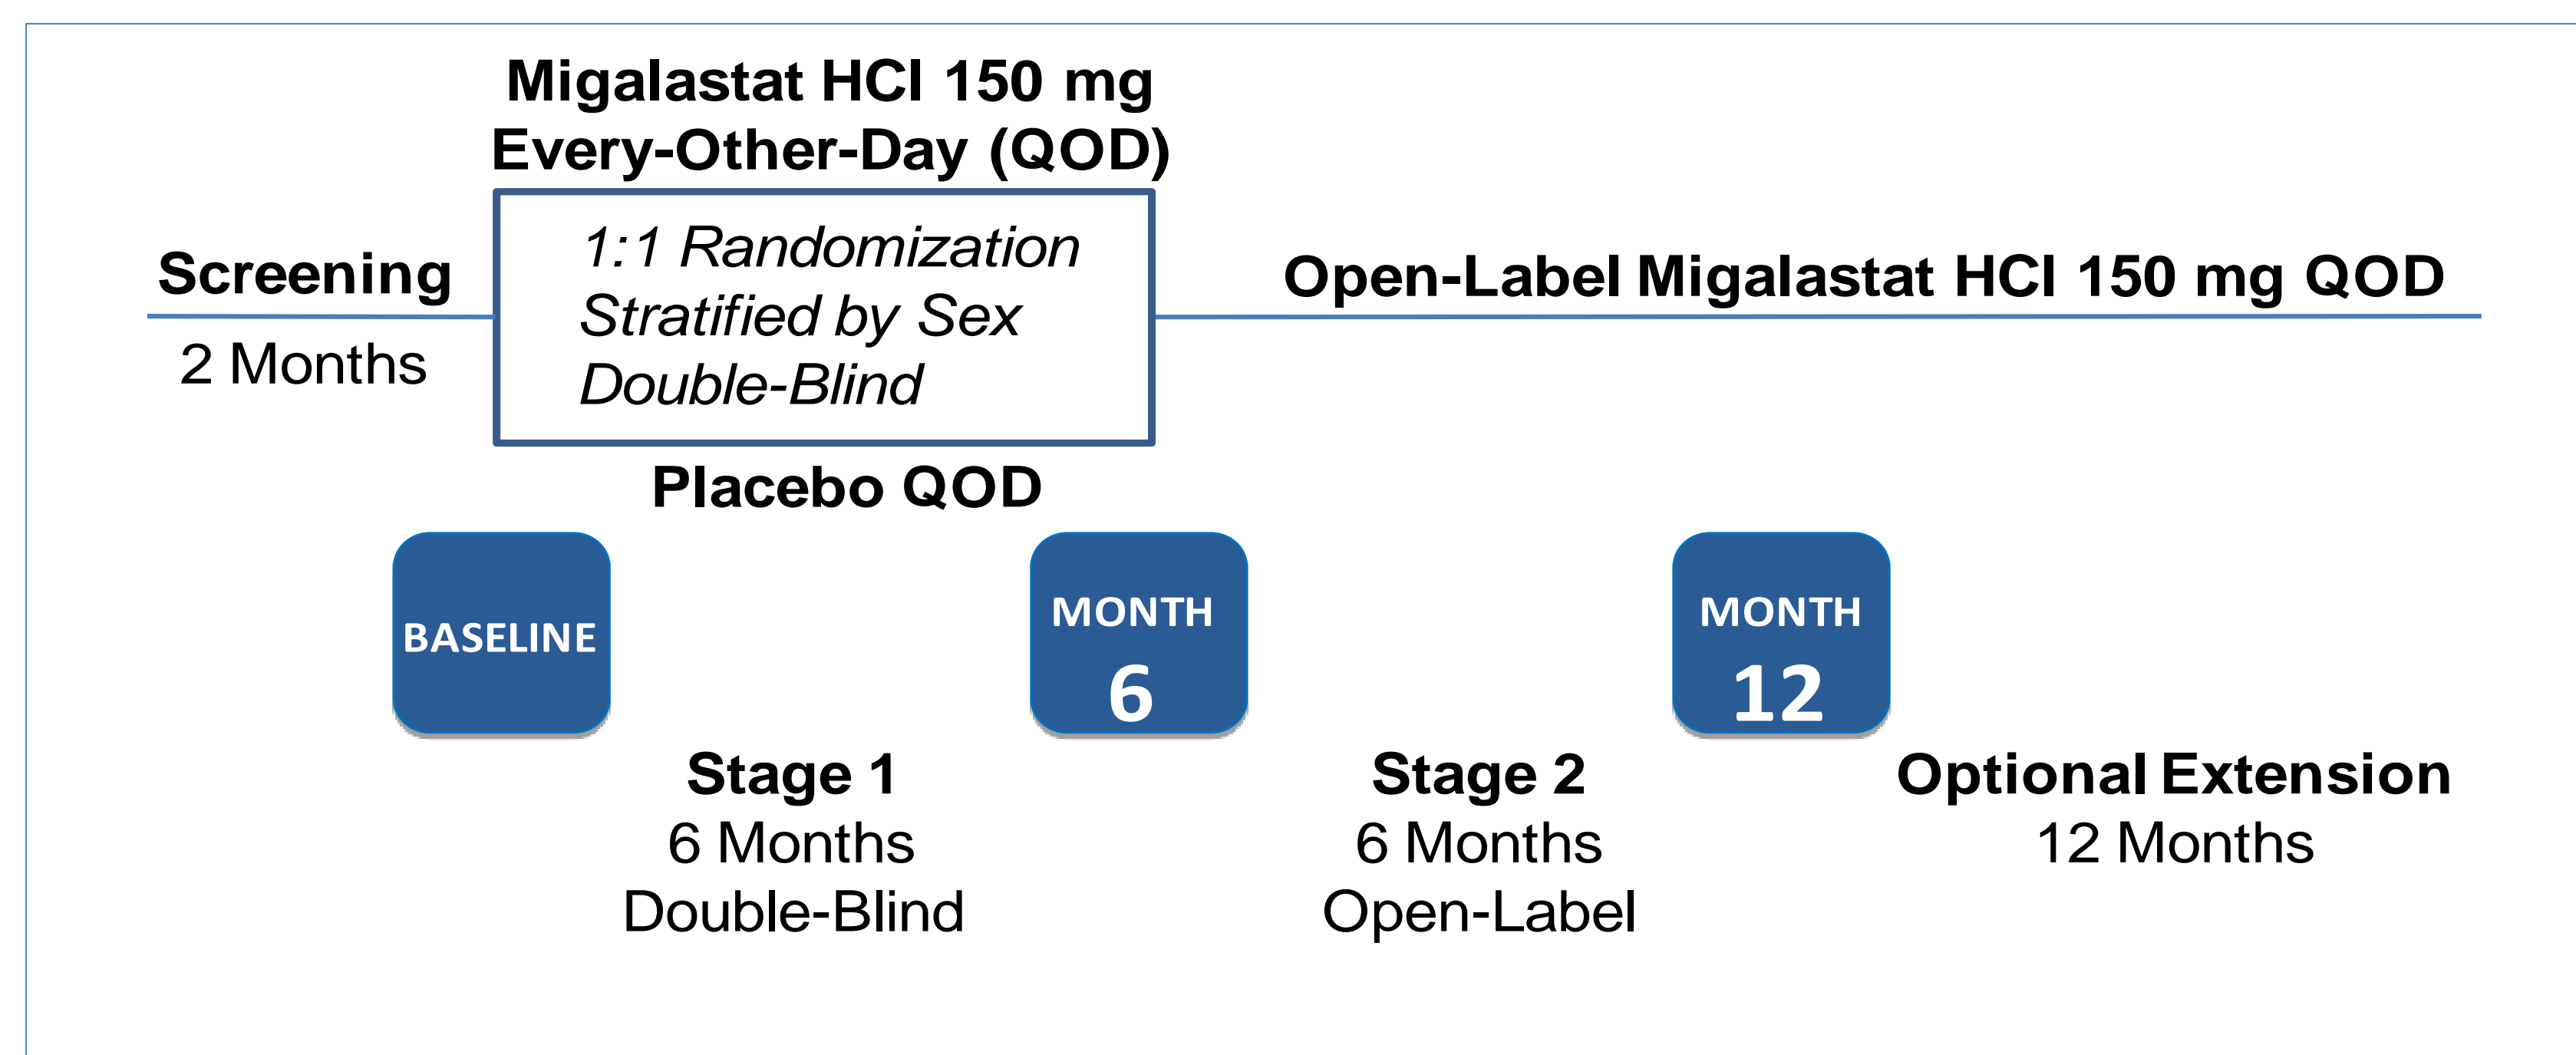 Migalastat HCl 150 mg
Every-Other-Day (QOD)
Screening
2 Months
1:1 Randomization
Stratified by Sex
Double-Blind
Open-Label Migalastat HCl 150 mg QOD
Placebo QOD
BASELINE
MONTH
6
MONTH
12
Stage 1
6 Months
Double-Blind
Stage 2
6 Months
Open-Label
Optional Extension
12 Months